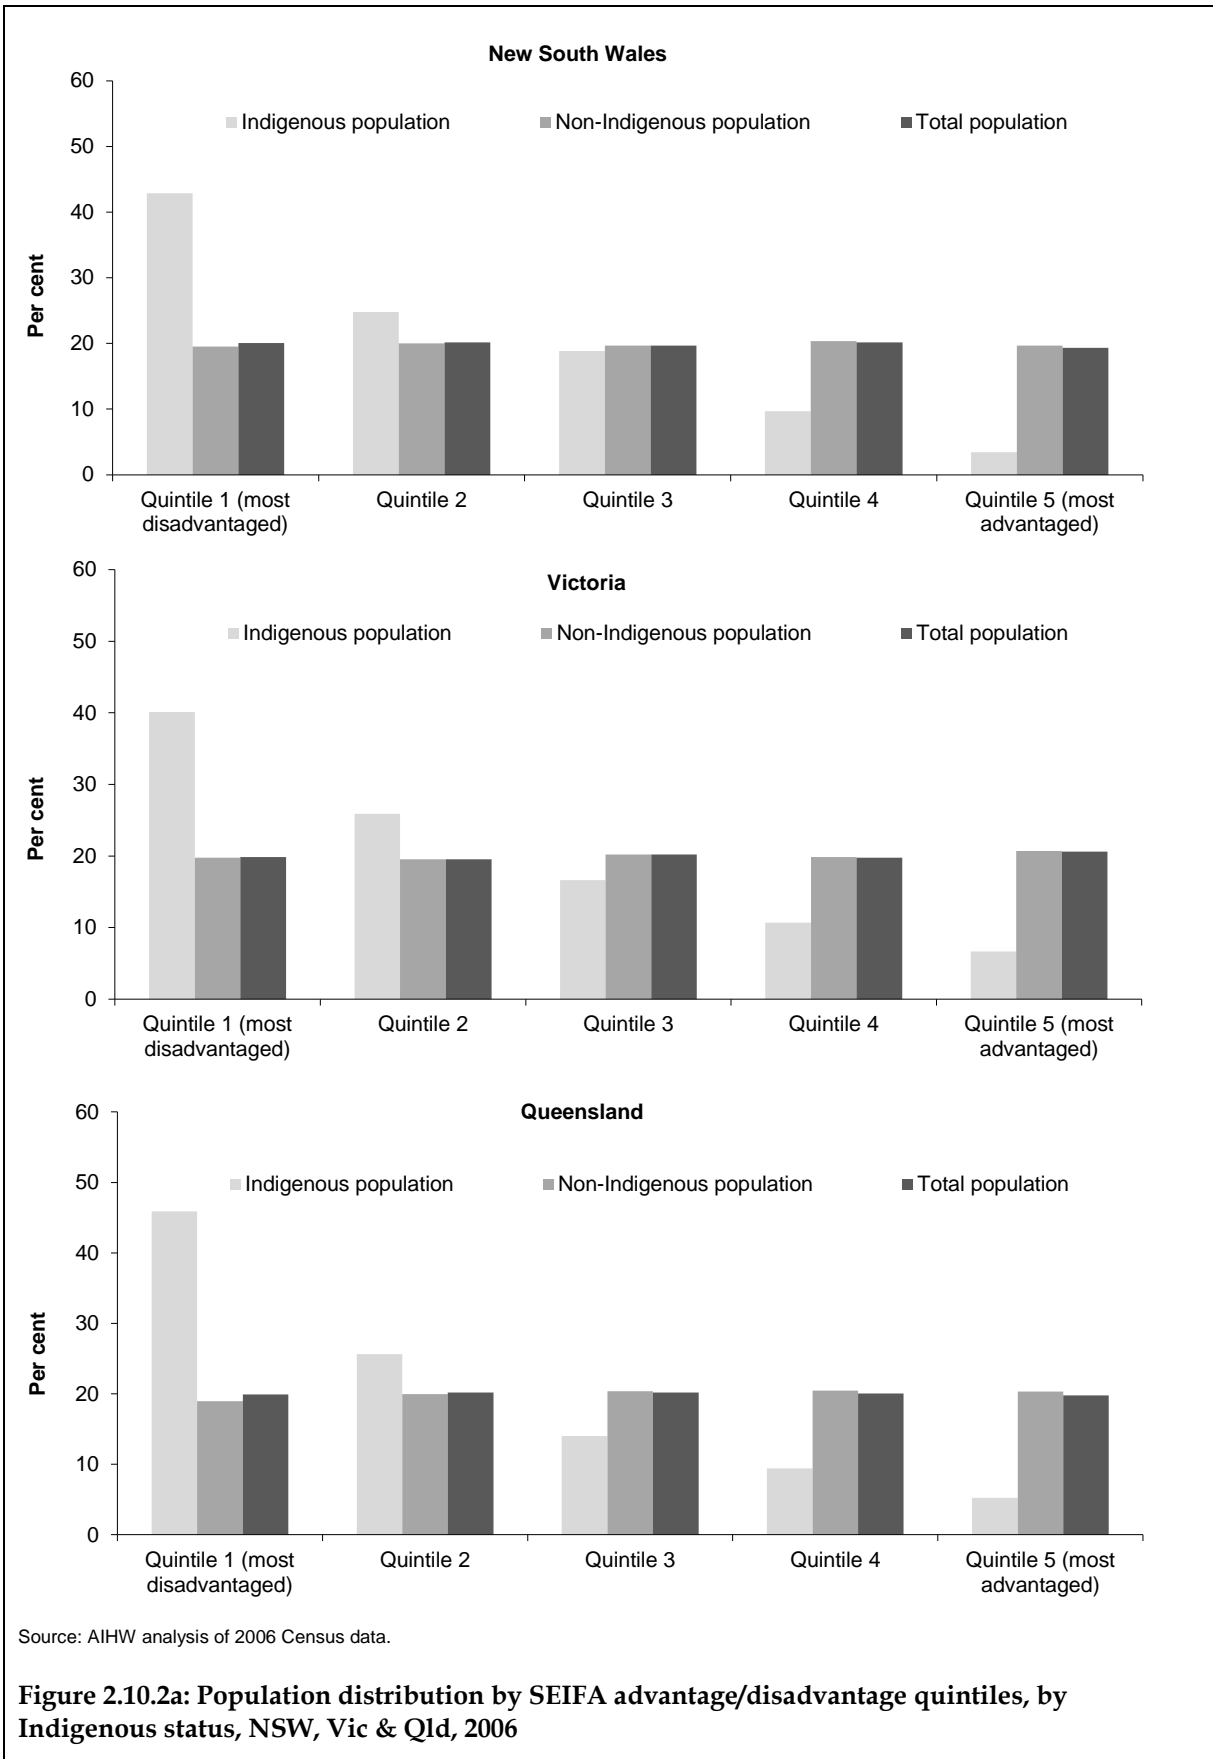 New South Wales
60
50
40
30
20
10
0
Per cent
Indigenous population
Non-Indigenous population
Total population
Quintile 1 (most
disadvantaged)
Quintile 2
Quintile 3
Quintile 4
Quintile 5 (most
advantaged)
Victoria
60
50
40
30
20
10
0
Per cent
Indigenous population
Non-Indigenous population
Total population
Quintile 1 (most
disadvantaged)
Quintile 2
Quintile 3
Quintile 4
Quintile 5 (most
advantaged)
Queensland
60
50
40
30
20
10
0
Per cent
Indigenous population
Non-Indigenous population
Total population
Quintile 1 (most
disadvantaged)
Quintile 2
Quintile 3
Quintile 4
Quintile 5 (most
advantaged)
Source: AIHW analysis of 2006 Census data.
Figure 2.10.2a: Population distribution by SEIFA advantage/disadvantage quintiles, by
Indigenous status, NSW, Vic & Qld, 2006